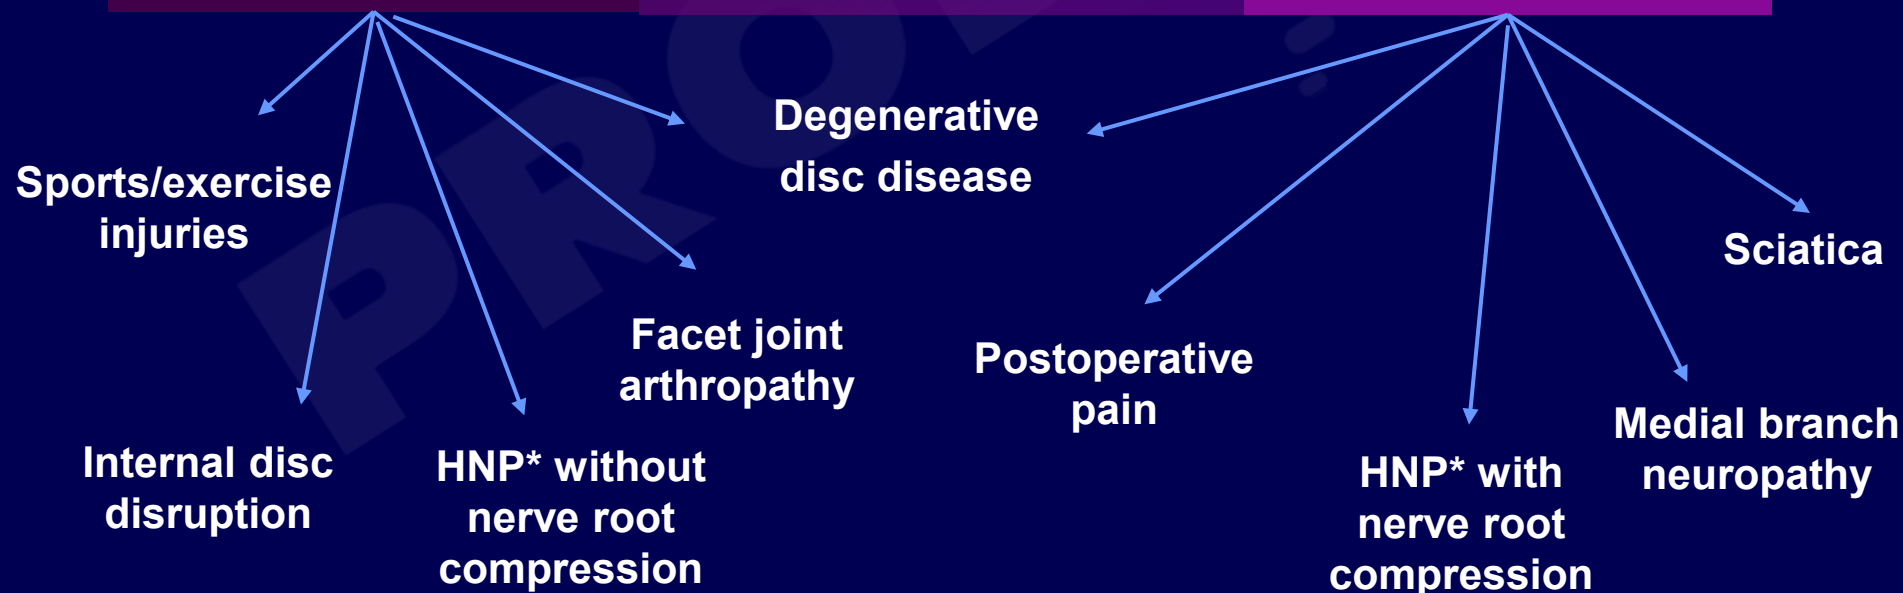 Degenerative
disc disease
Sports/exercise
injuries
Sciatica
Facet joint
arthropathy
Postoperative
pain
Medial branch
neuropathy
Internal disc
disruption
HNP* without
nerve root
compression
HNP* with
nerve root
compression